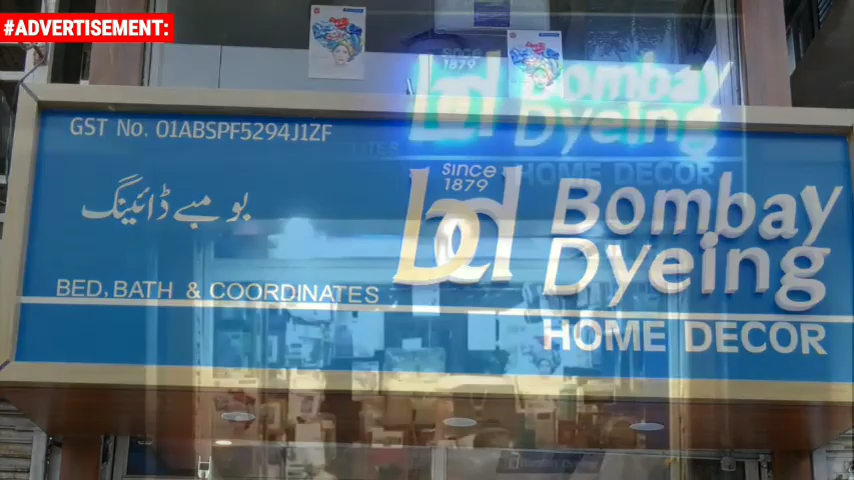 #ADVERTISEMENT:
SINCE
1879
Bombay
Dyeing
HOME DECOR
GST No. 01ABSPF5294J1ZF
بومبے ڈائینگ
BED, BATH & COORDINATES
SINCE
1879
bd
Bombay
Dyeing
HOME DECOR